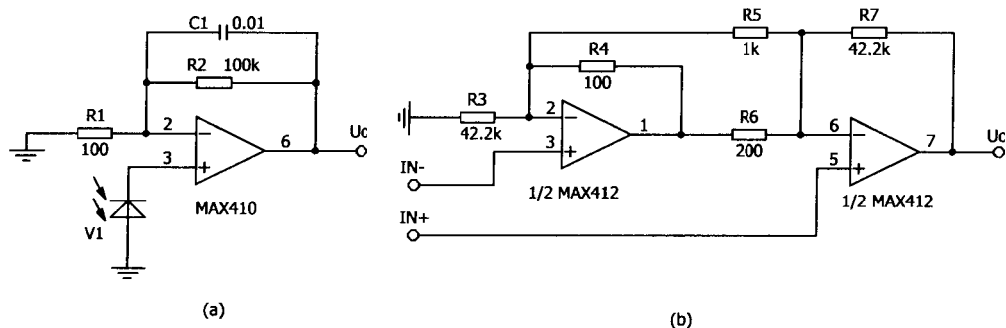 C1 0.01
R2 100k
R1
100
2
3
6
Uo
MAX410
V1
(a)
R5
1k
R7
42.2k
R4
100
R3
42.2k
2
3
1
R6
200
6
5
7
Uo
IN-
IN+
1/2 MAX412
1/2 MAX412
(b)